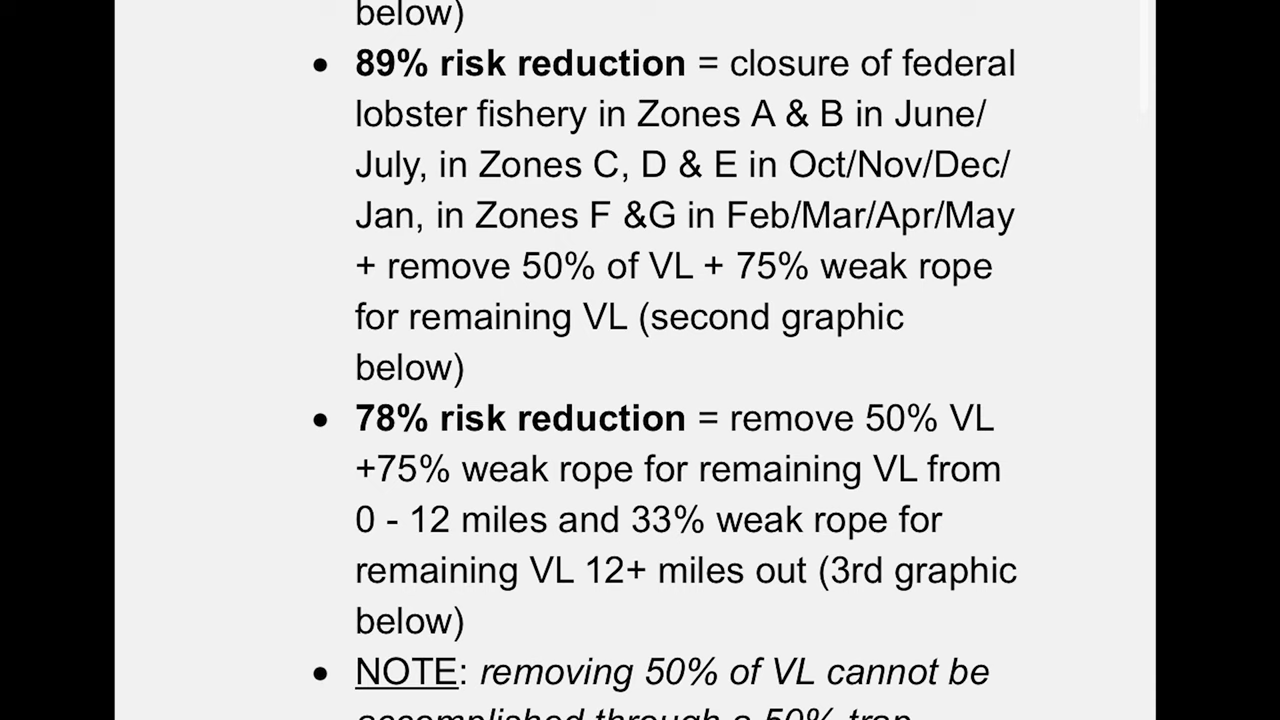 below)
• 89% risk reduction = closure of federal
lobster fishery in Zones A & B in June/
July, in Zones C, D & E in Oct/Nov/Dec/
Jan, in Zones F &G in Feb/Mar/Apr/May
+ remove 50% of VL + 75% weak rope
for remaining VL (second graphic
below)
• 78% risk reduction = remove 50% VL
+75% weak rope for remaining VL from
0 - 12 miles and 33% weak rope for
remaining VL 12+ miles out (3rd graphic
below)
• NOTE: removing 50% of VL cannot be
accomplished through a 50% trap